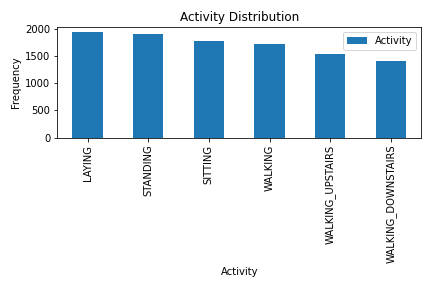 Activity Distribution
2000
1500
1000
500
0
Frequency
Activity
LAYING
STANDING
SITTING
WALKING
WALKING_UPSTAIRS
WALKING_DOWNSTAIRS
Activity